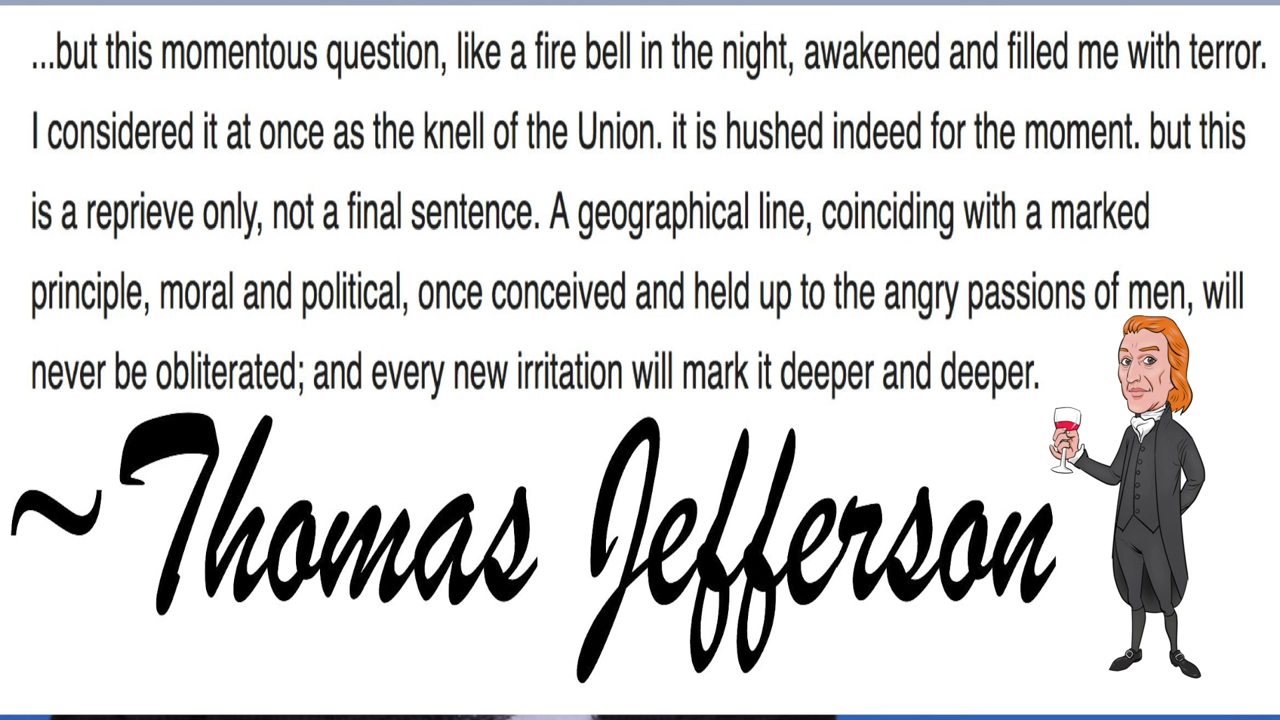 ...but this momentous question, like a fire bell in the night, awakened and filled me with terror.
I considered it at once as the knell of the Union. it is hushed indeed for the moment. but this
is a reprieve only, not a final sentence. A geographical line, coinciding with a marked
principle, moral and political, once conceived and held up to the angry passions of men, will
never be obliterated; and every new irritation will mark it deeper and deeper.
~Thomas Jefferson